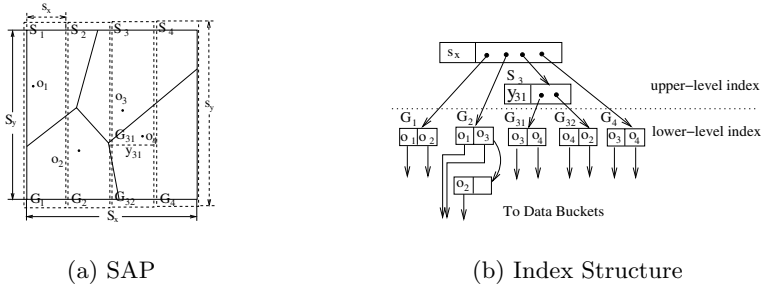 s_x
S_1 S_2 S_3 S_4
o_1
o_3
S_y
s_y
G_31 o_4
y_31
o_2
G_1 G_2 G_32 G_4
S_x
(a) SAP
s_x
S_3
y_31
upper-level index
lower-level index
G_1 G_2 G_31 G_32 G_4
o_1 o_2 o_1 o_3 o_3 o_4 o_4 o_2 o_3 o_4
o_2
To Data Buckets
(b) Index Structure